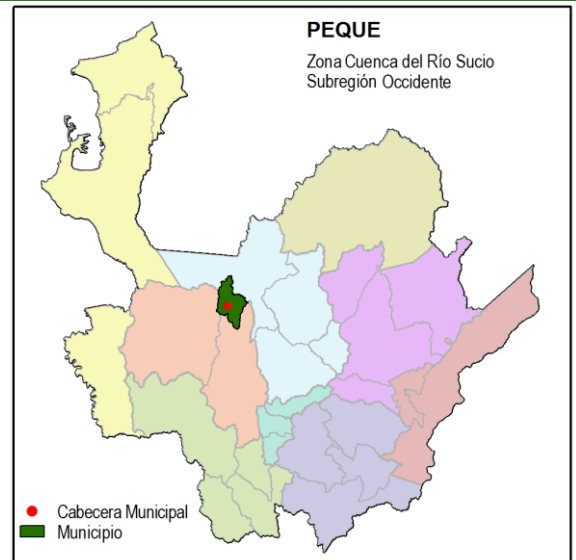 PEQUE
Zona Cuenca del Río Sucio
Subregión Occidente
Cabecera Municipal
Municipio